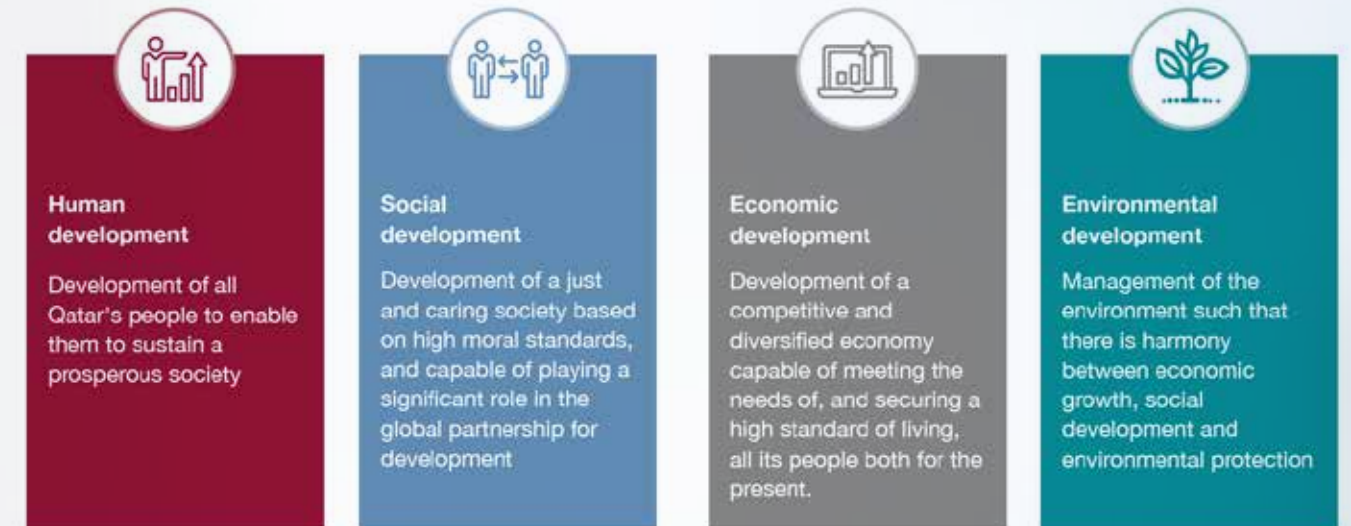 Human
development
Development of all
Qatar's people to enable
them to sustain a
prosperous society
Social
development
Development of a just
and caring society based
on high moral standards,
and capable of playing a
significant role in the
global partnership for
development
Economic
development
Development of a
competitive and
diversified economy
capable of meeting the
needs of, and securing a
high standard of living,
all its people both for the
present.
Environmental
development
Management of the
environment such that
there is harmony
between economic
growth, social
development and
environmental protection